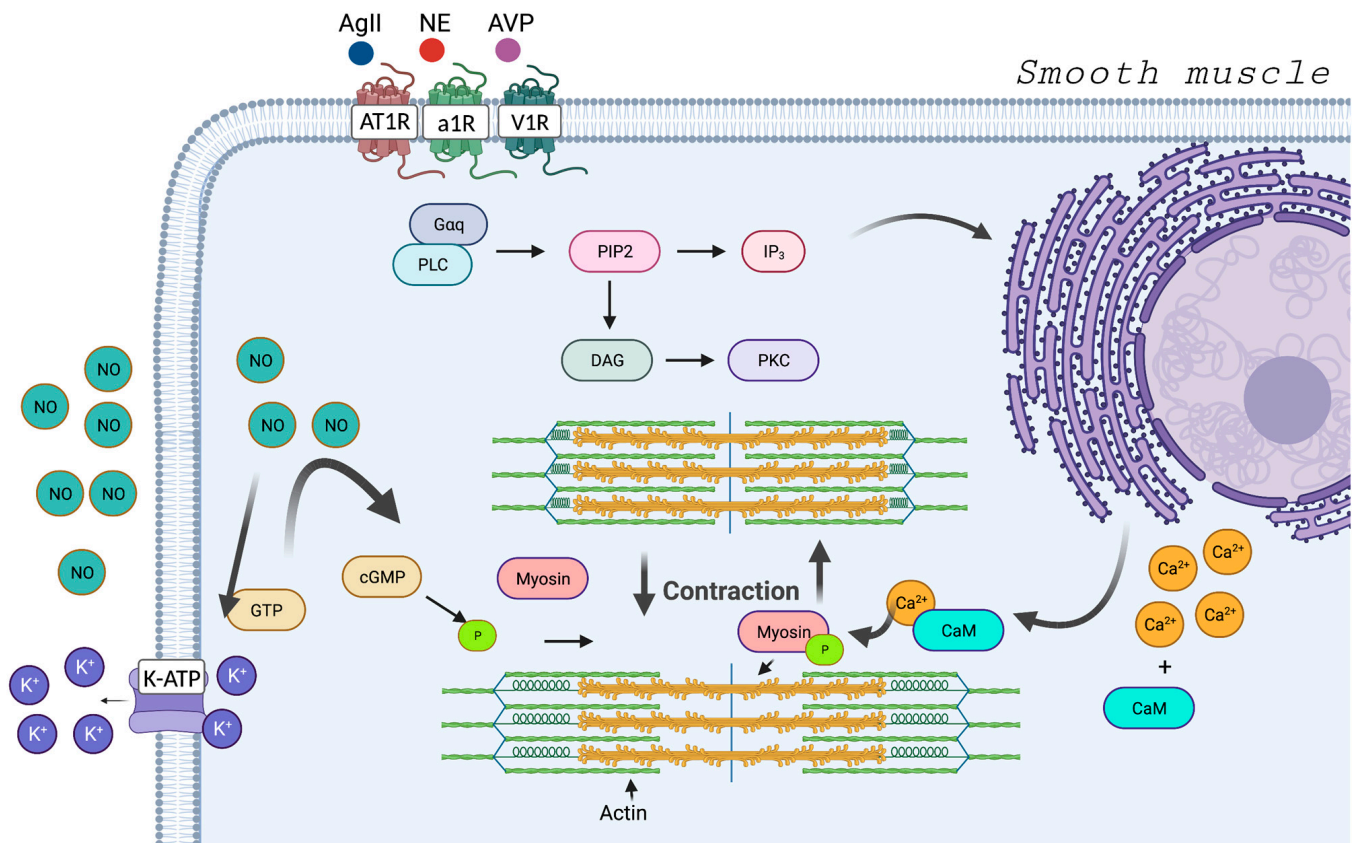 AgII NE AVP
Smooth muscle
AT1R a1R V1R
Gαq
PLC PIP2 IP₃
DAG PKC
NO
NO
NO
NO
NO NO NO
NO NO
NO
Ca²⁺ Ca²⁺
cGMP Myosin Contraction
GTP Ca²⁺ Ca²⁺ Ca²⁺
P Myosin CaM
P
+
K⁺ K⁺ K-ATP K⁺
CaM
K⁺ K⁺ K⁺
Actin